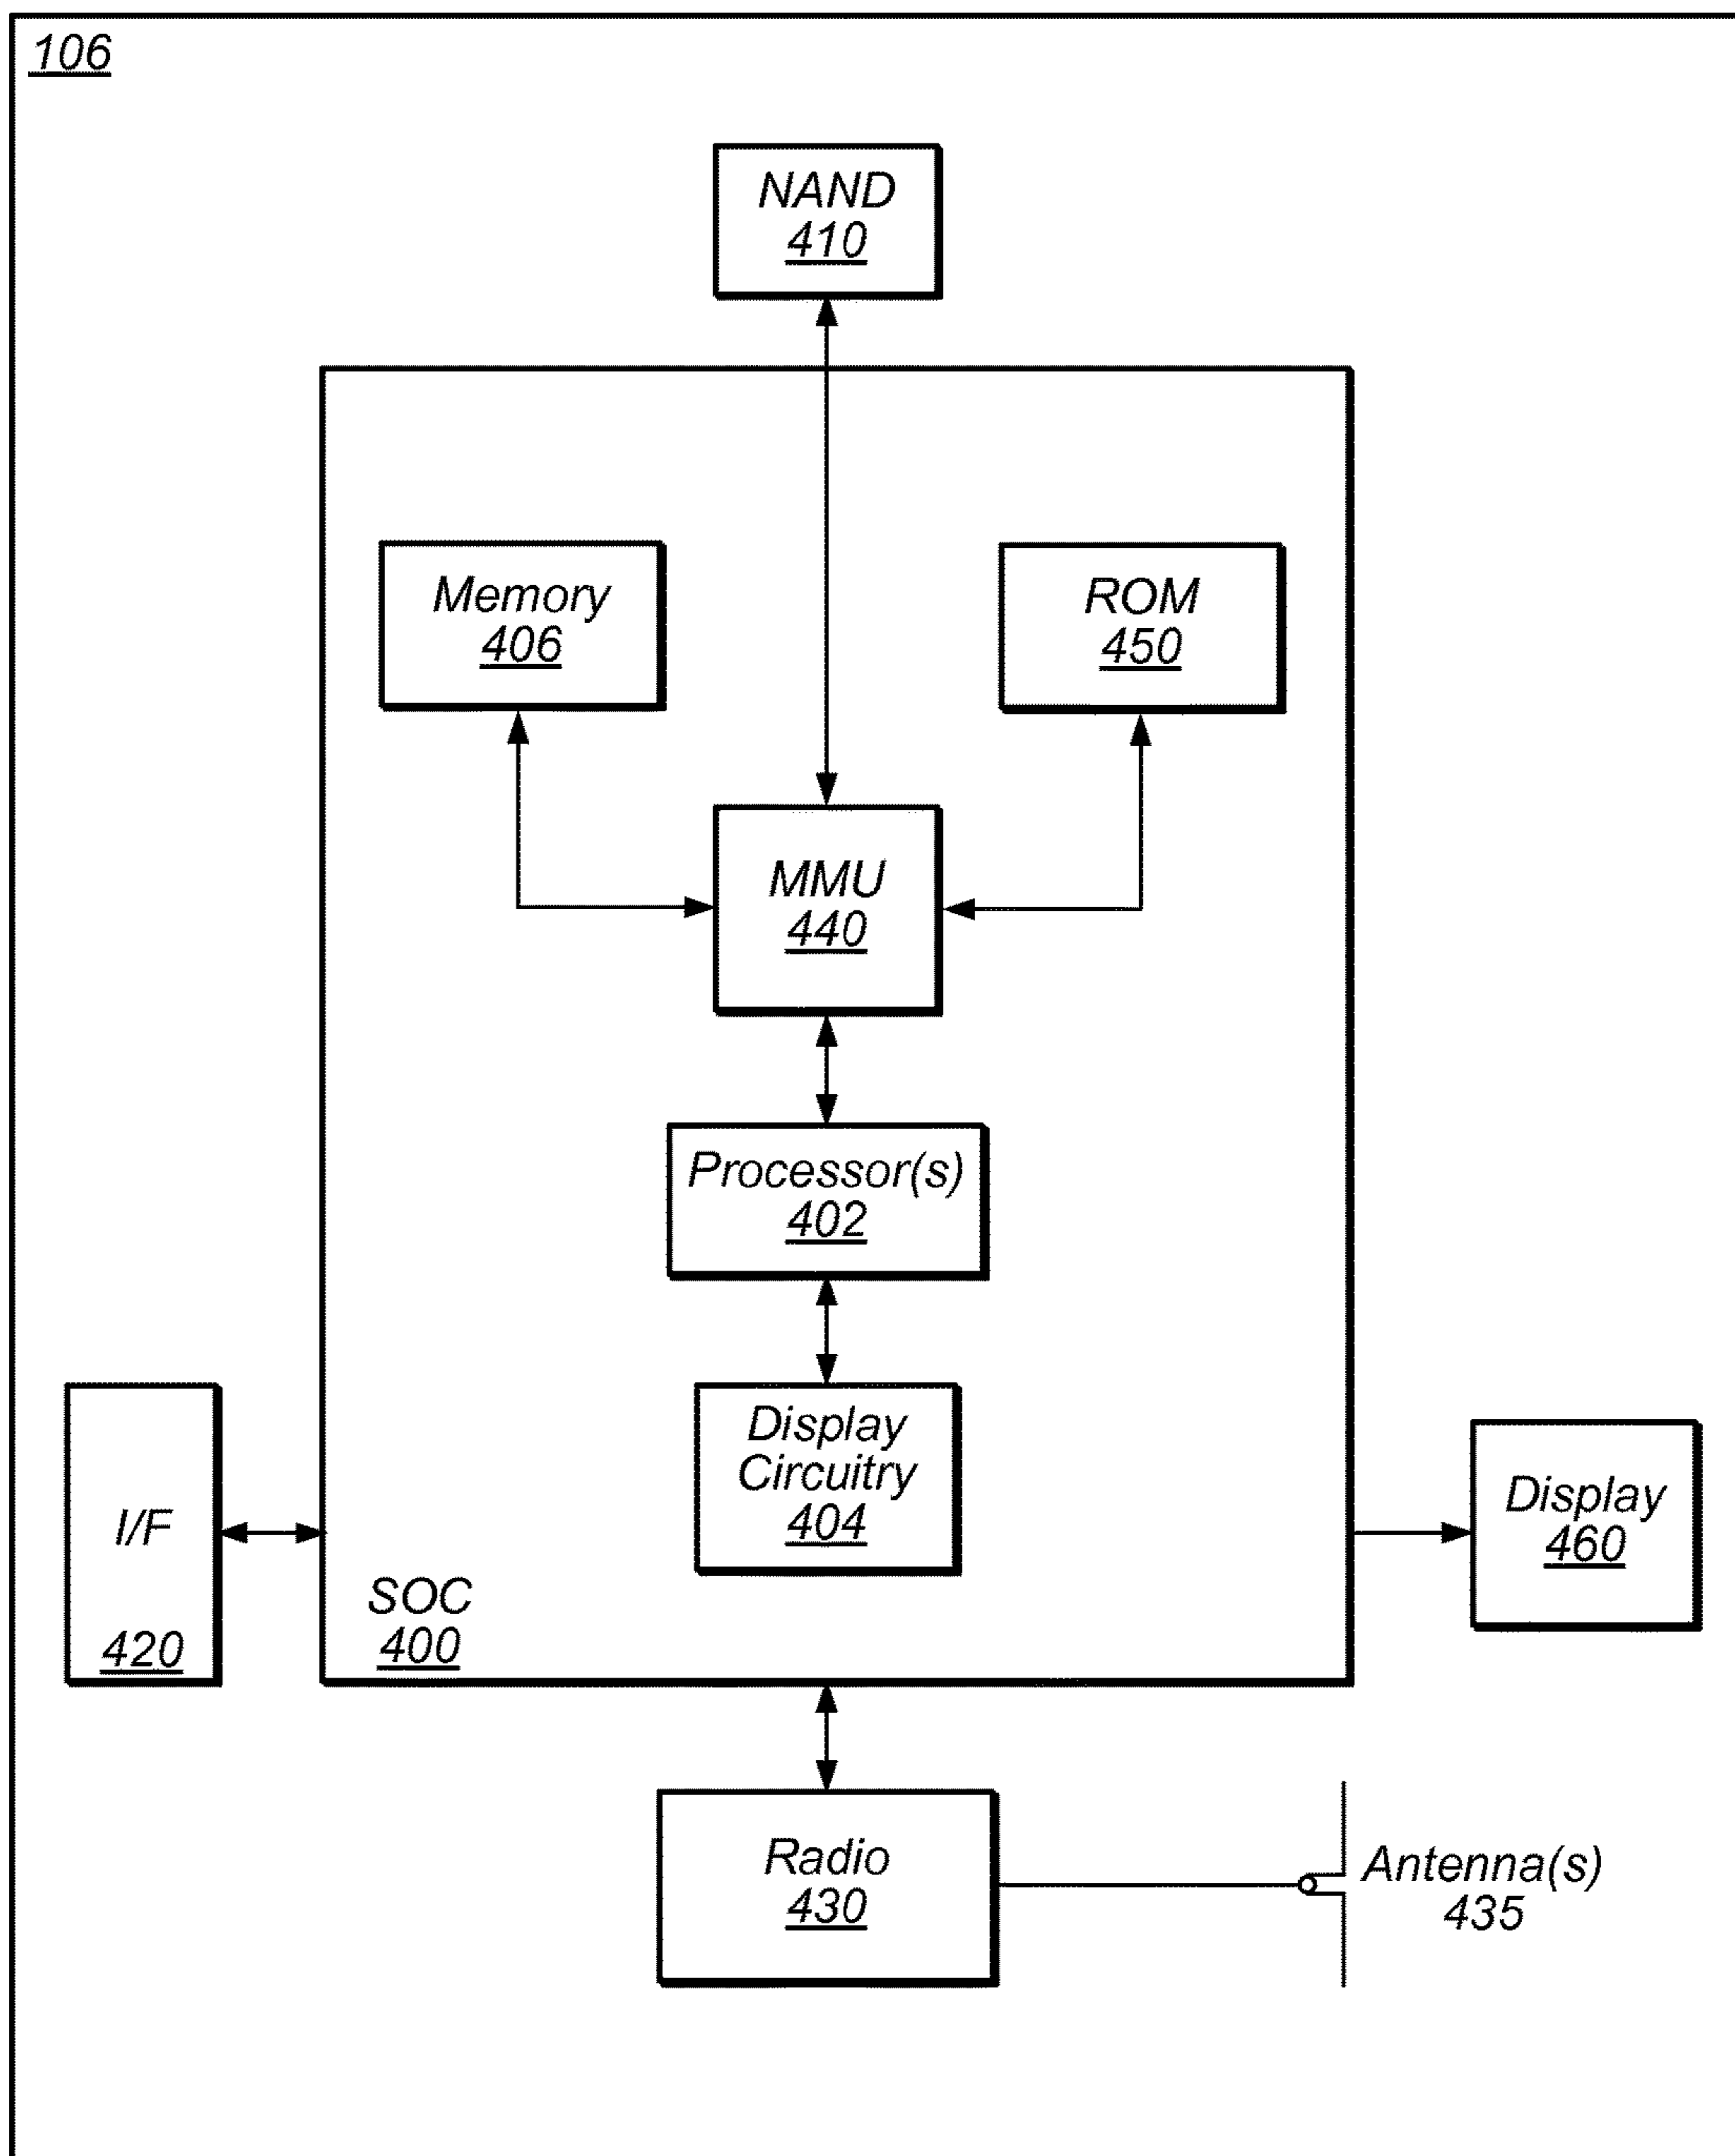 106
NAND
410
Memory
406
ROM
450
MMU
440
Processor(s)
402
Display
Circuitry
404
I/F
420
SOC
400
Display
460
Radio
430
Antenna(s)
435